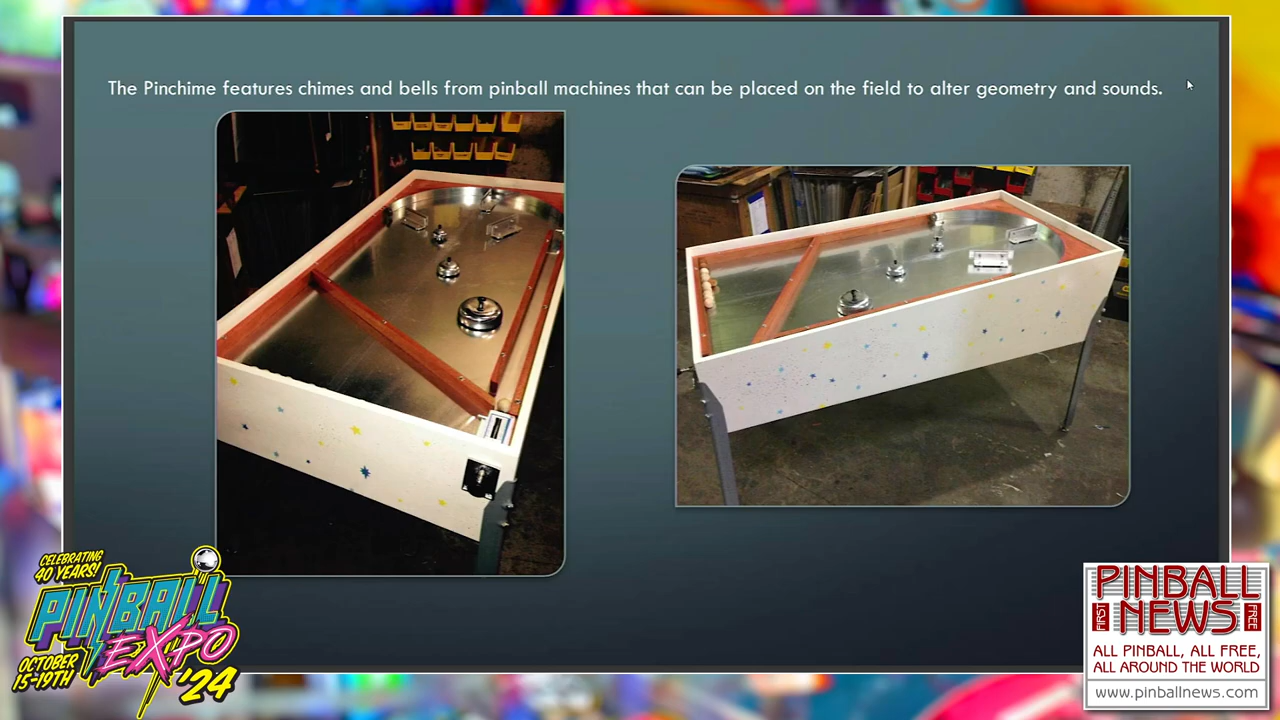 The Pinchime features chimes and bells from pinball machines that can be placed on the field to alter geometry and sounds.
CELEBRATING
40 YEARS!
PINBALL
EXPO
OCTOBER
15-19TH
'24
PINBALL
FIRST NEWS FREE
ALL PINBALL, ALL FREE,
ALL AROUND THE WORLD
www.pinballnews.com